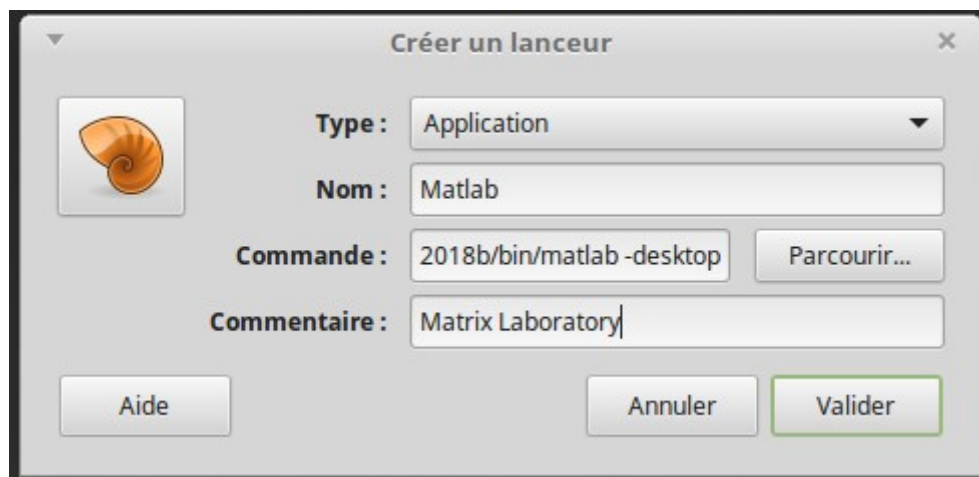 Créer un lanceur
Type : Application
Nom : Matlab
Commande : 2018b/bin/matlab -desktop Parcourir...
Commentaire : Matrix Laboratory
Aide Annuler Valider